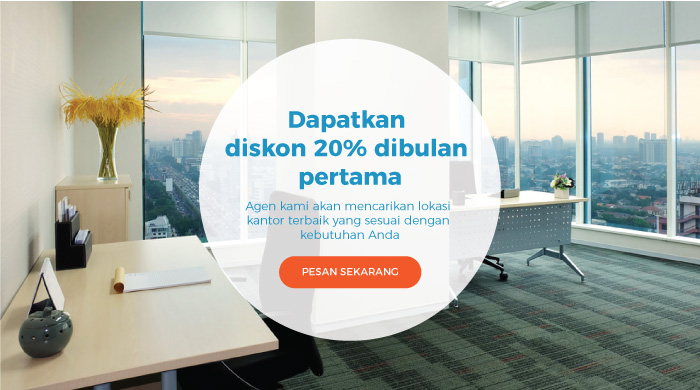 Dapatkan
diskon 20% dibulan
pertama
Agen kami akan mencarikan lokasi
kantor terbaik yang sesuai dengan
kebutuhan Anda
PESAN SEKARANG